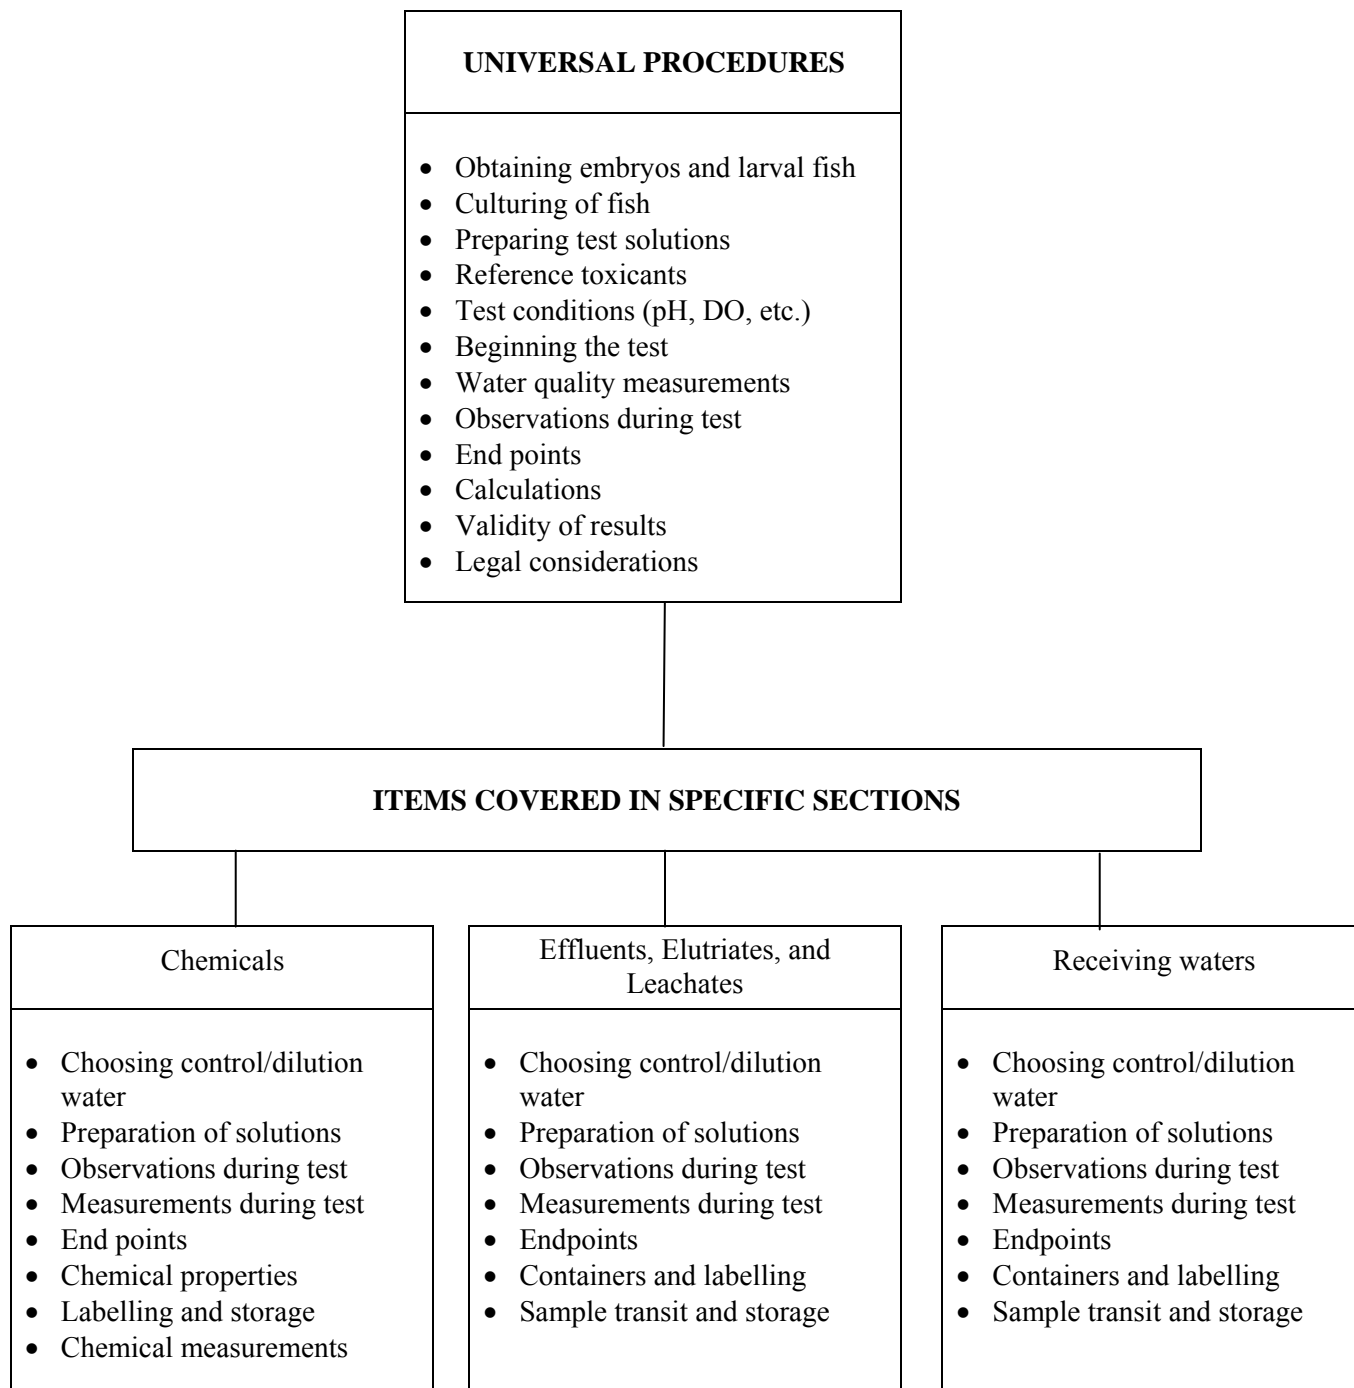 UNIVERSAL PROCEDURES
• Obtaining embryos and larval fish
• Culturing of fish
• Preparing test solutions
• Reference toxicants
• Test conditions (pH, DO, etc.)
• Beginning the test
• Water quality measurements
• Observations during test
• End points
• Calculations
• Validity of results
• Legal considerations
ITEMS COVERED IN SPECIFIC SECTIONS
Chemicals
• Choosing control/dilution
water
• Preparation of solutions
• Observations during test
• Measurements during test
• End points
• Chemical properties
• Labelling and storage
• Chemical measurements
Effluents, Elutriates, and
Leachates
• Choosing control/dilution
water
• Preparation of solutions
• Observations during test
• Measurements during test
• Endpoints
• Containers and labelling
• Sample transit and storage
Receiving waters
• Choosing control/dilution
water
• Preparation of solutions
• Observations during test
• Measurements during test
• Endpoints
• Containers and labelling
• Sample transit and storage